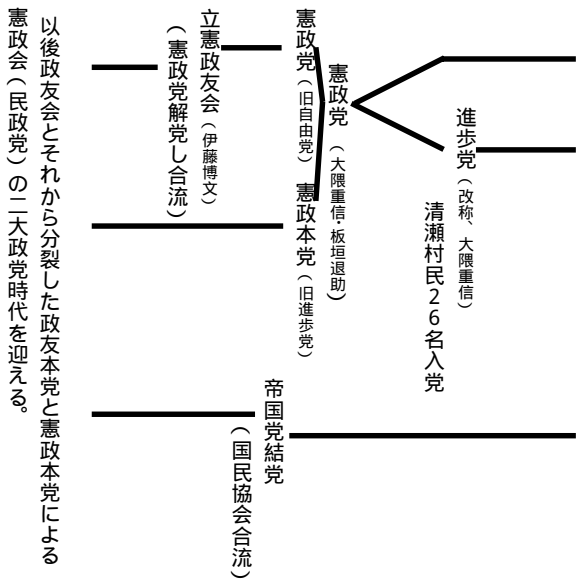 進歩党(改称、大隈重信)
清瀬村民26名入党
憲政党(大隈重信・板垣退助)
憲政党(旧自由党)
憲政本党(旧進歩党)
帝国党結党
(国民協会合流)
立憲政友会(伊藤博文)
(憲政党解党し合流)
以後政友会とそれから分裂した政友本党と憲政本党による
憲政会(民政党)の二大政党時代を迎える。